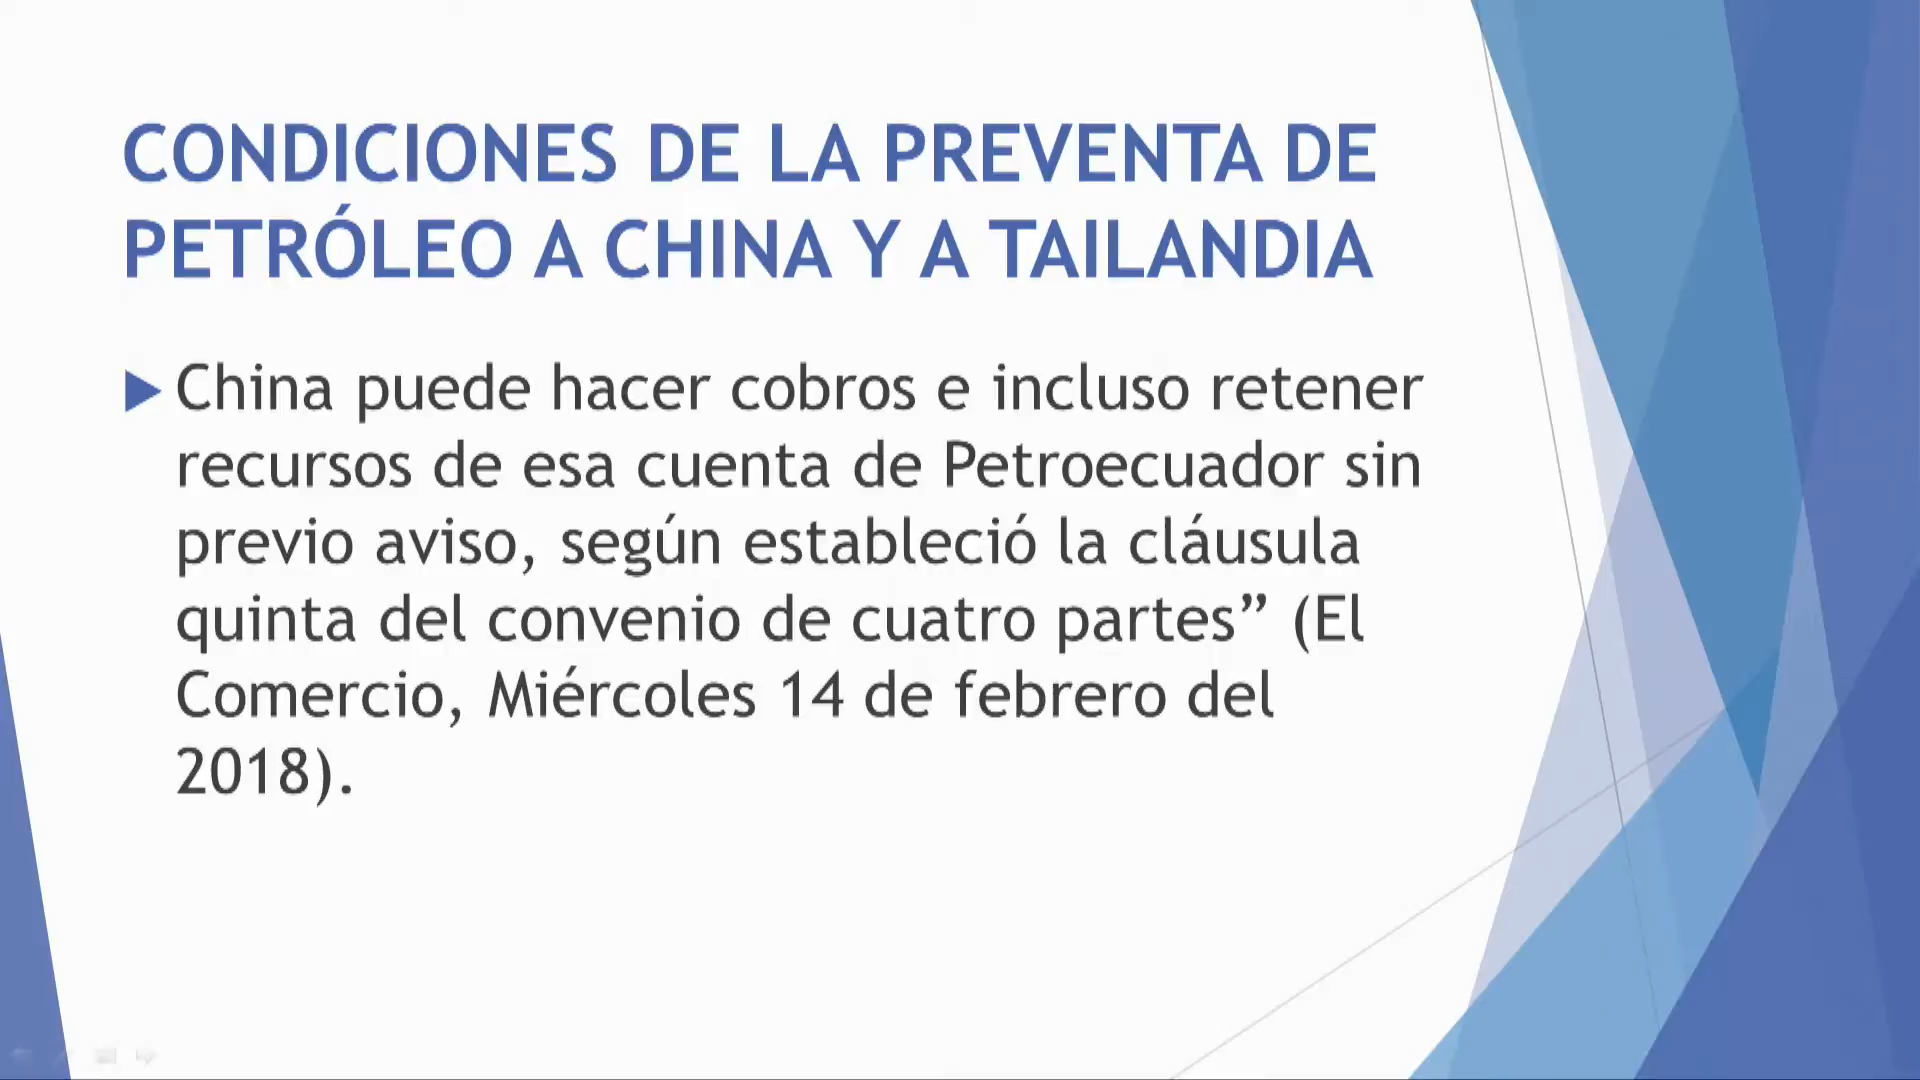 CONDICIONES DE LA PREVENTA DE
PETRÓLEO A CHINA Y A TAILANDIA
China puede hacer cobros e incluso retener
recursos de esa cuenta de Petroecuador sin
previo aviso, según estableció la cláusula
quinta del convenio de cuatro partes” (El
Comercio, Miércoles 14 de febrero del
2018).